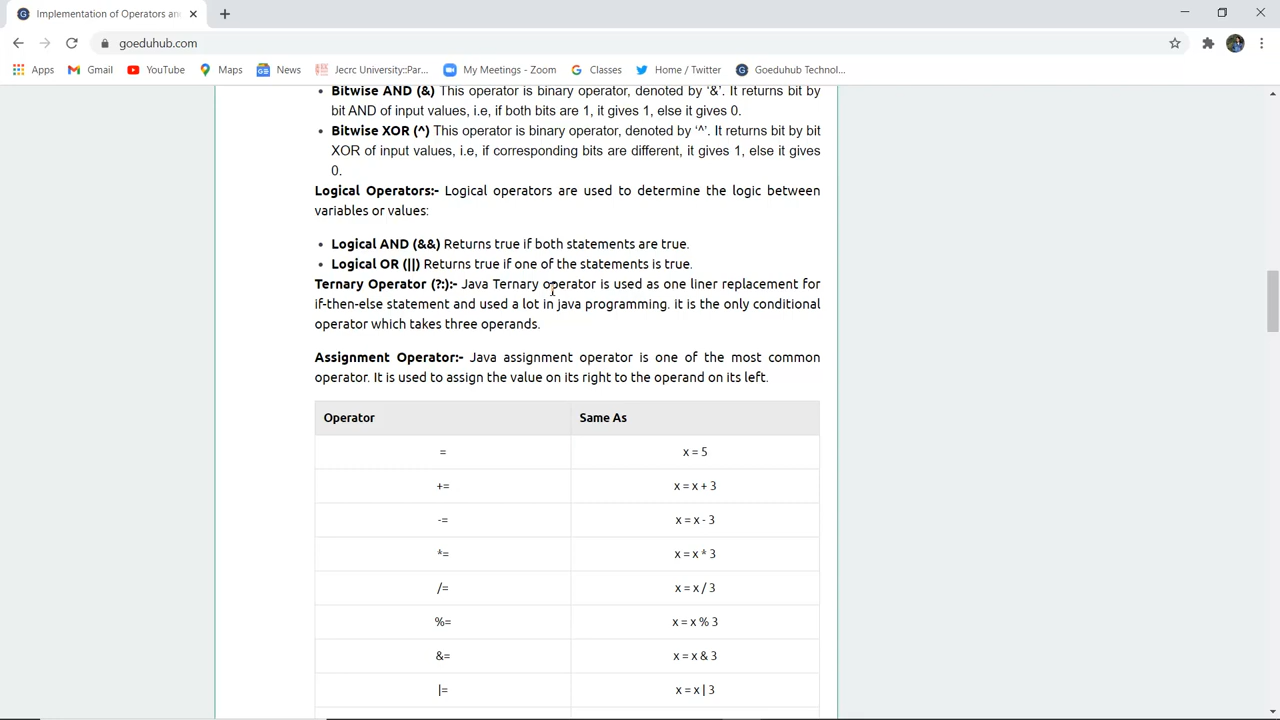 Implementation of Operators an
goeduhub.com
Apps
Gmail
YouTube
Maps
News
Jecrc University::Par...
My Meetings - Zoom
Classes
Home / Twitter
Goeduhub Technol...
• Bitwise AND (&) This operator is binary operator, denoted by ‘&’. It returns bit by
bit AND of input values, i.e, if both bits are 1, it gives 1, else it gives 0.
• Bitwise XOR (^) This operator is binary operator, denoted by ‘^’. It returns bit by bit
XOR of input values, i.e, if corresponding bits are different, it gives 1, else it gives
0.
Logical Operators:- Logical operators are used to determine the logic between
variables or values:
• Logical AND (&&) Returns true if both statements are true.
• Logical OR (||) Returns true if one of the statements is true.
Ternary Operator (?:):- Java Ternary operator is used as one liner replacement for
if-then-else statement and used a lot in java programming. it is the only conditional
operator which takes three operands.
Assignment Operator:- Java assignment operator is one of the most common
operator. It is used to assign the value on its right to the operand on its left.
Operator Same As
= x = 5
+= x = x + 3
-= x = x - 3
*= x = x * 3
/= x = x / 3
%= x = x % 3
&= x = x & 3
|= x = x | 3